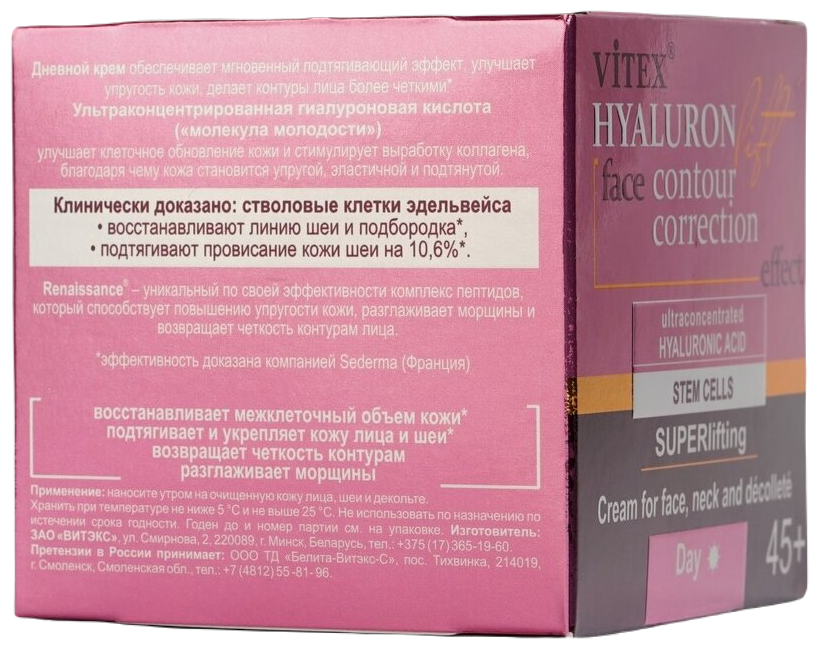 Дневной крем обеспечивает мгновенный подтягивающий эффект, улучшает
упругость кожи, делает контуры лица более четкими*
Ультраконцентрированная гиалуроновая кислота
(«молекула молодости»)
улучшает клеточное обновление кожи и стимулирует выработку коллагена,
благодаря чему кожа становится упругой, эластичной и подтянутой.
Клинически доказано: стволовые клетки эдельвейса
• восстанавливают линию шеи и подбородка*,
• подтягивают провисание кожи шеи на 10,6%*.
Renaissance® – уникальный по своей эффективности комплекс пептидов,
который способствует повышению упругости кожи, разглаживает морщины и
возвращает четкость контурам лица.
*эффективность доказана компанией Sederma (Франция)
восстанавливает межклеточный объем кожи*
подтягивает и укрепляет кожу лица и шеи*
возвращает четкость контурам
разглаживает морщины
Применение: наносите утром на очищенную кожу лица, шеи и декольте.
Хранить при температуре не ниже 5 °С и не выше 25 °С. Не использовать по назначению по
истечении срока годности. Годен до и номер партии см. на упаковке. Изготовитель:
ЗАО «ВИТЭКС», ул. Смирнова, 2, 220089, г. Минск, Беларусь, тел.: +375 (17) 365-19-60.
Претензии в России принимает: ООО ТД «Белита-Витэкс-С», пос. Тихвинка, 214019,
г. Смоленск, Смоленская обл., тел.: +7 (4812) 55-81-96.
ViTEX®
HYALURON
lift
face contour
correction
effect
ultraconcentrated
HYALURONIC ACID
STEM CELLS
SUPERlifting
Cream for face, neck and décolleté
Day
45+